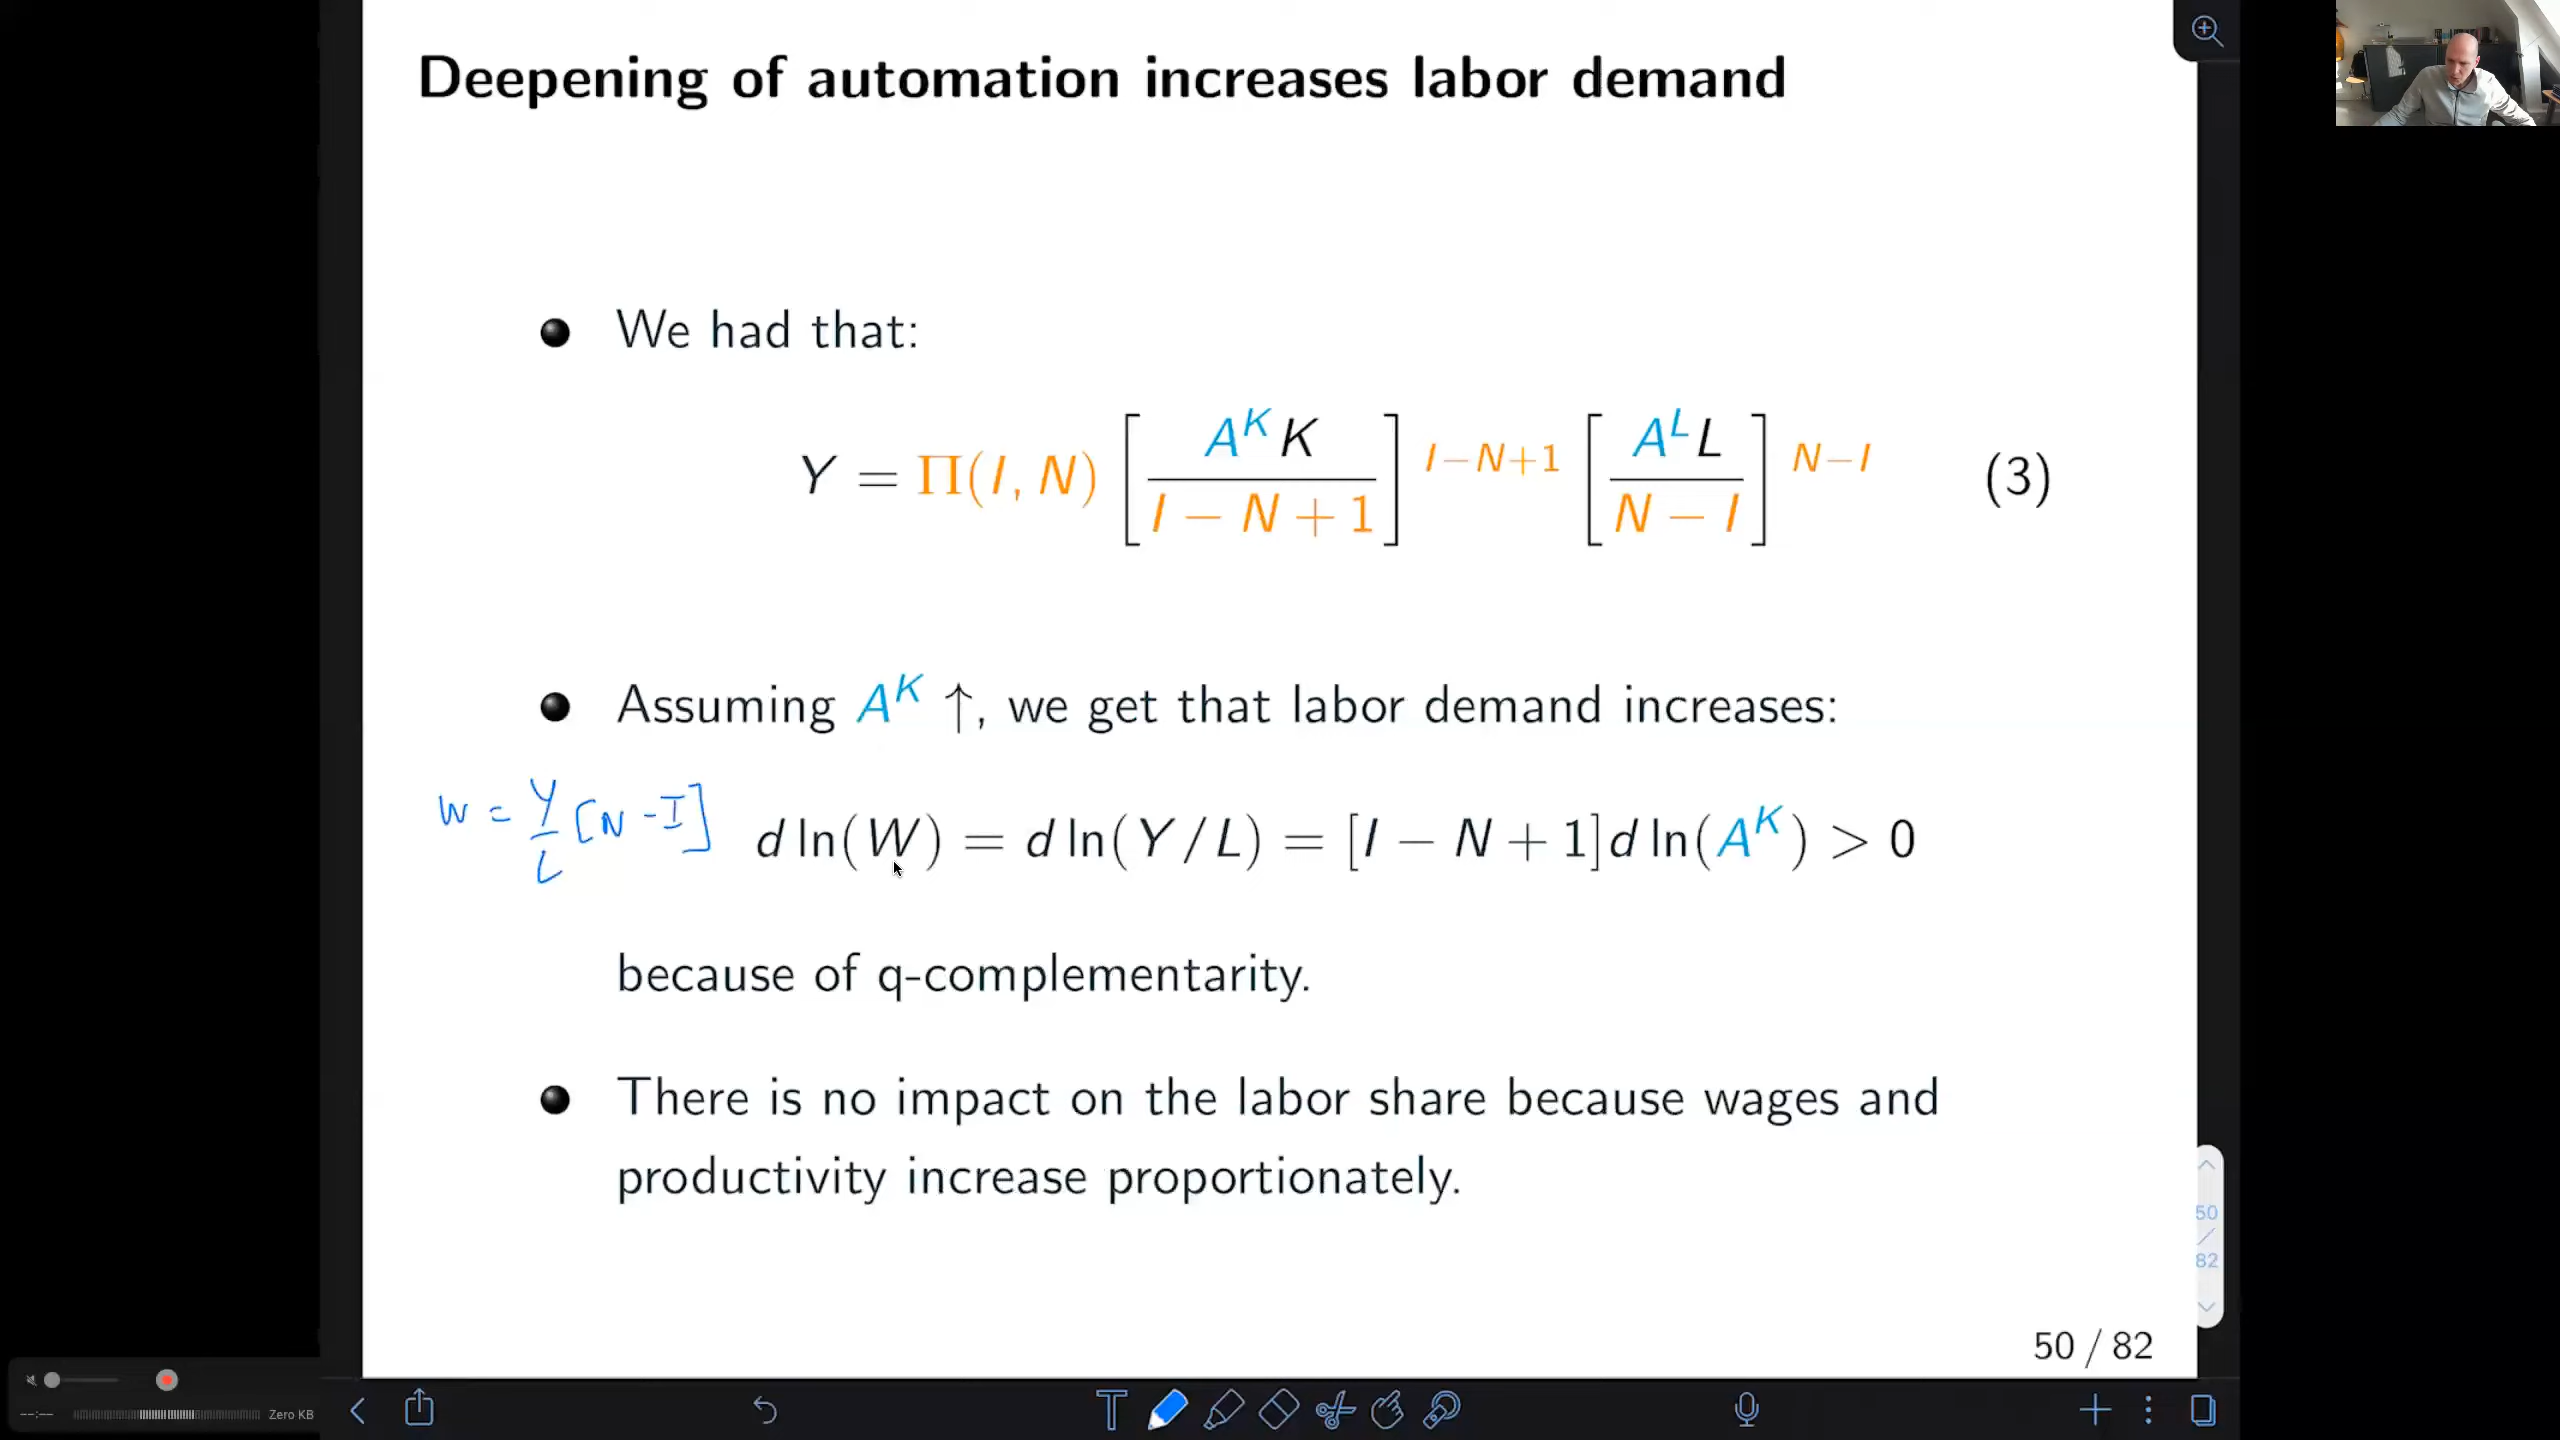 Deepening of automation increases labor demand
We had that:
Y = Π(I, N) [A^K K / I − N + 1]^{I−N+1} [A^L L / N − I]^{N−I} (3)
Assuming A^K ↑, we get that labor demand increases:
W = Y/L [N − I]
d ln(W) = d ln(Y/L) = [I − N + 1]d ln(A^K) > 0
because of q-complementarity.
There is no impact on the labor share because wages and
productivity increase proportionately.
50 / 82
50
/
82
--:--
Zero KB
T